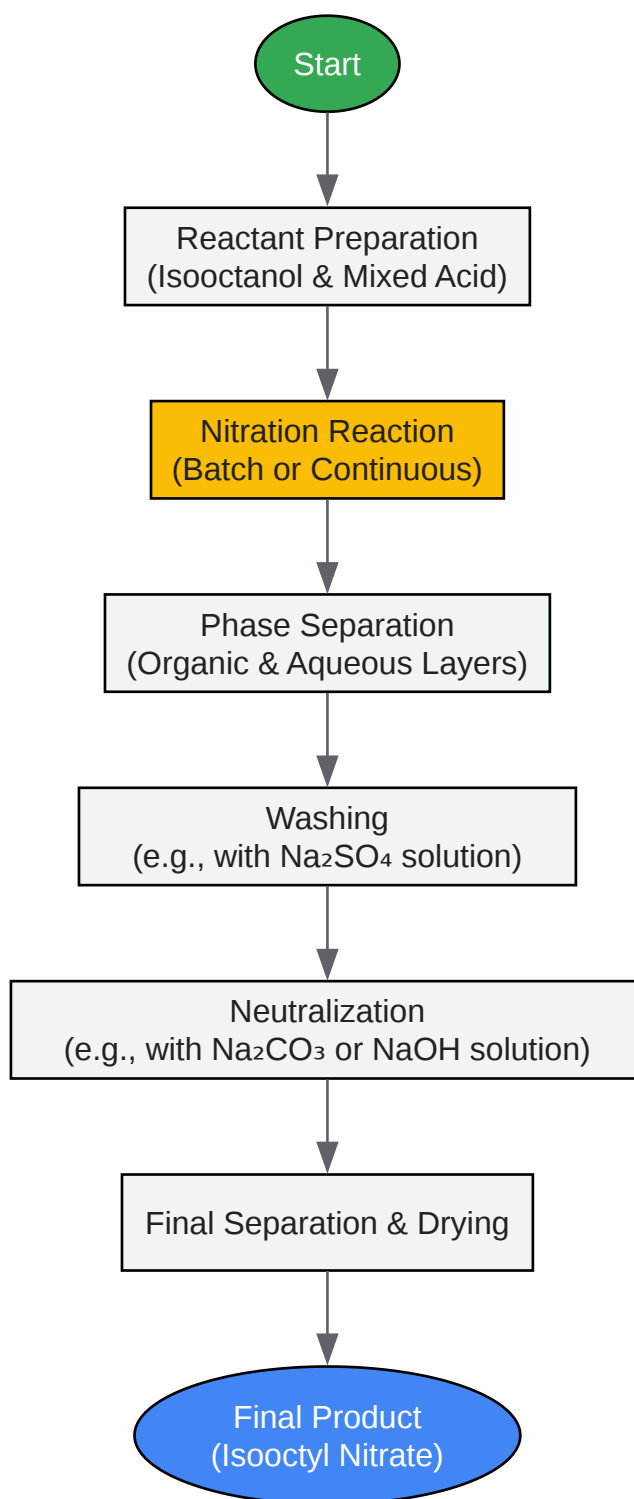 Start
Reactant Preparation
(Isooctanol & Mixed Acid)
Nitration Reaction
(Batch or Continuous)
Phase Separation
(Organic & Aqueous Layers)
Washing
(e.g., with Na₂SO₄ solution)
Neutralization
(e.g., with Na₂CO₃ or NaOH solution)
Final Separation & Drying
Final Product
(Isooctyl Nitrate)